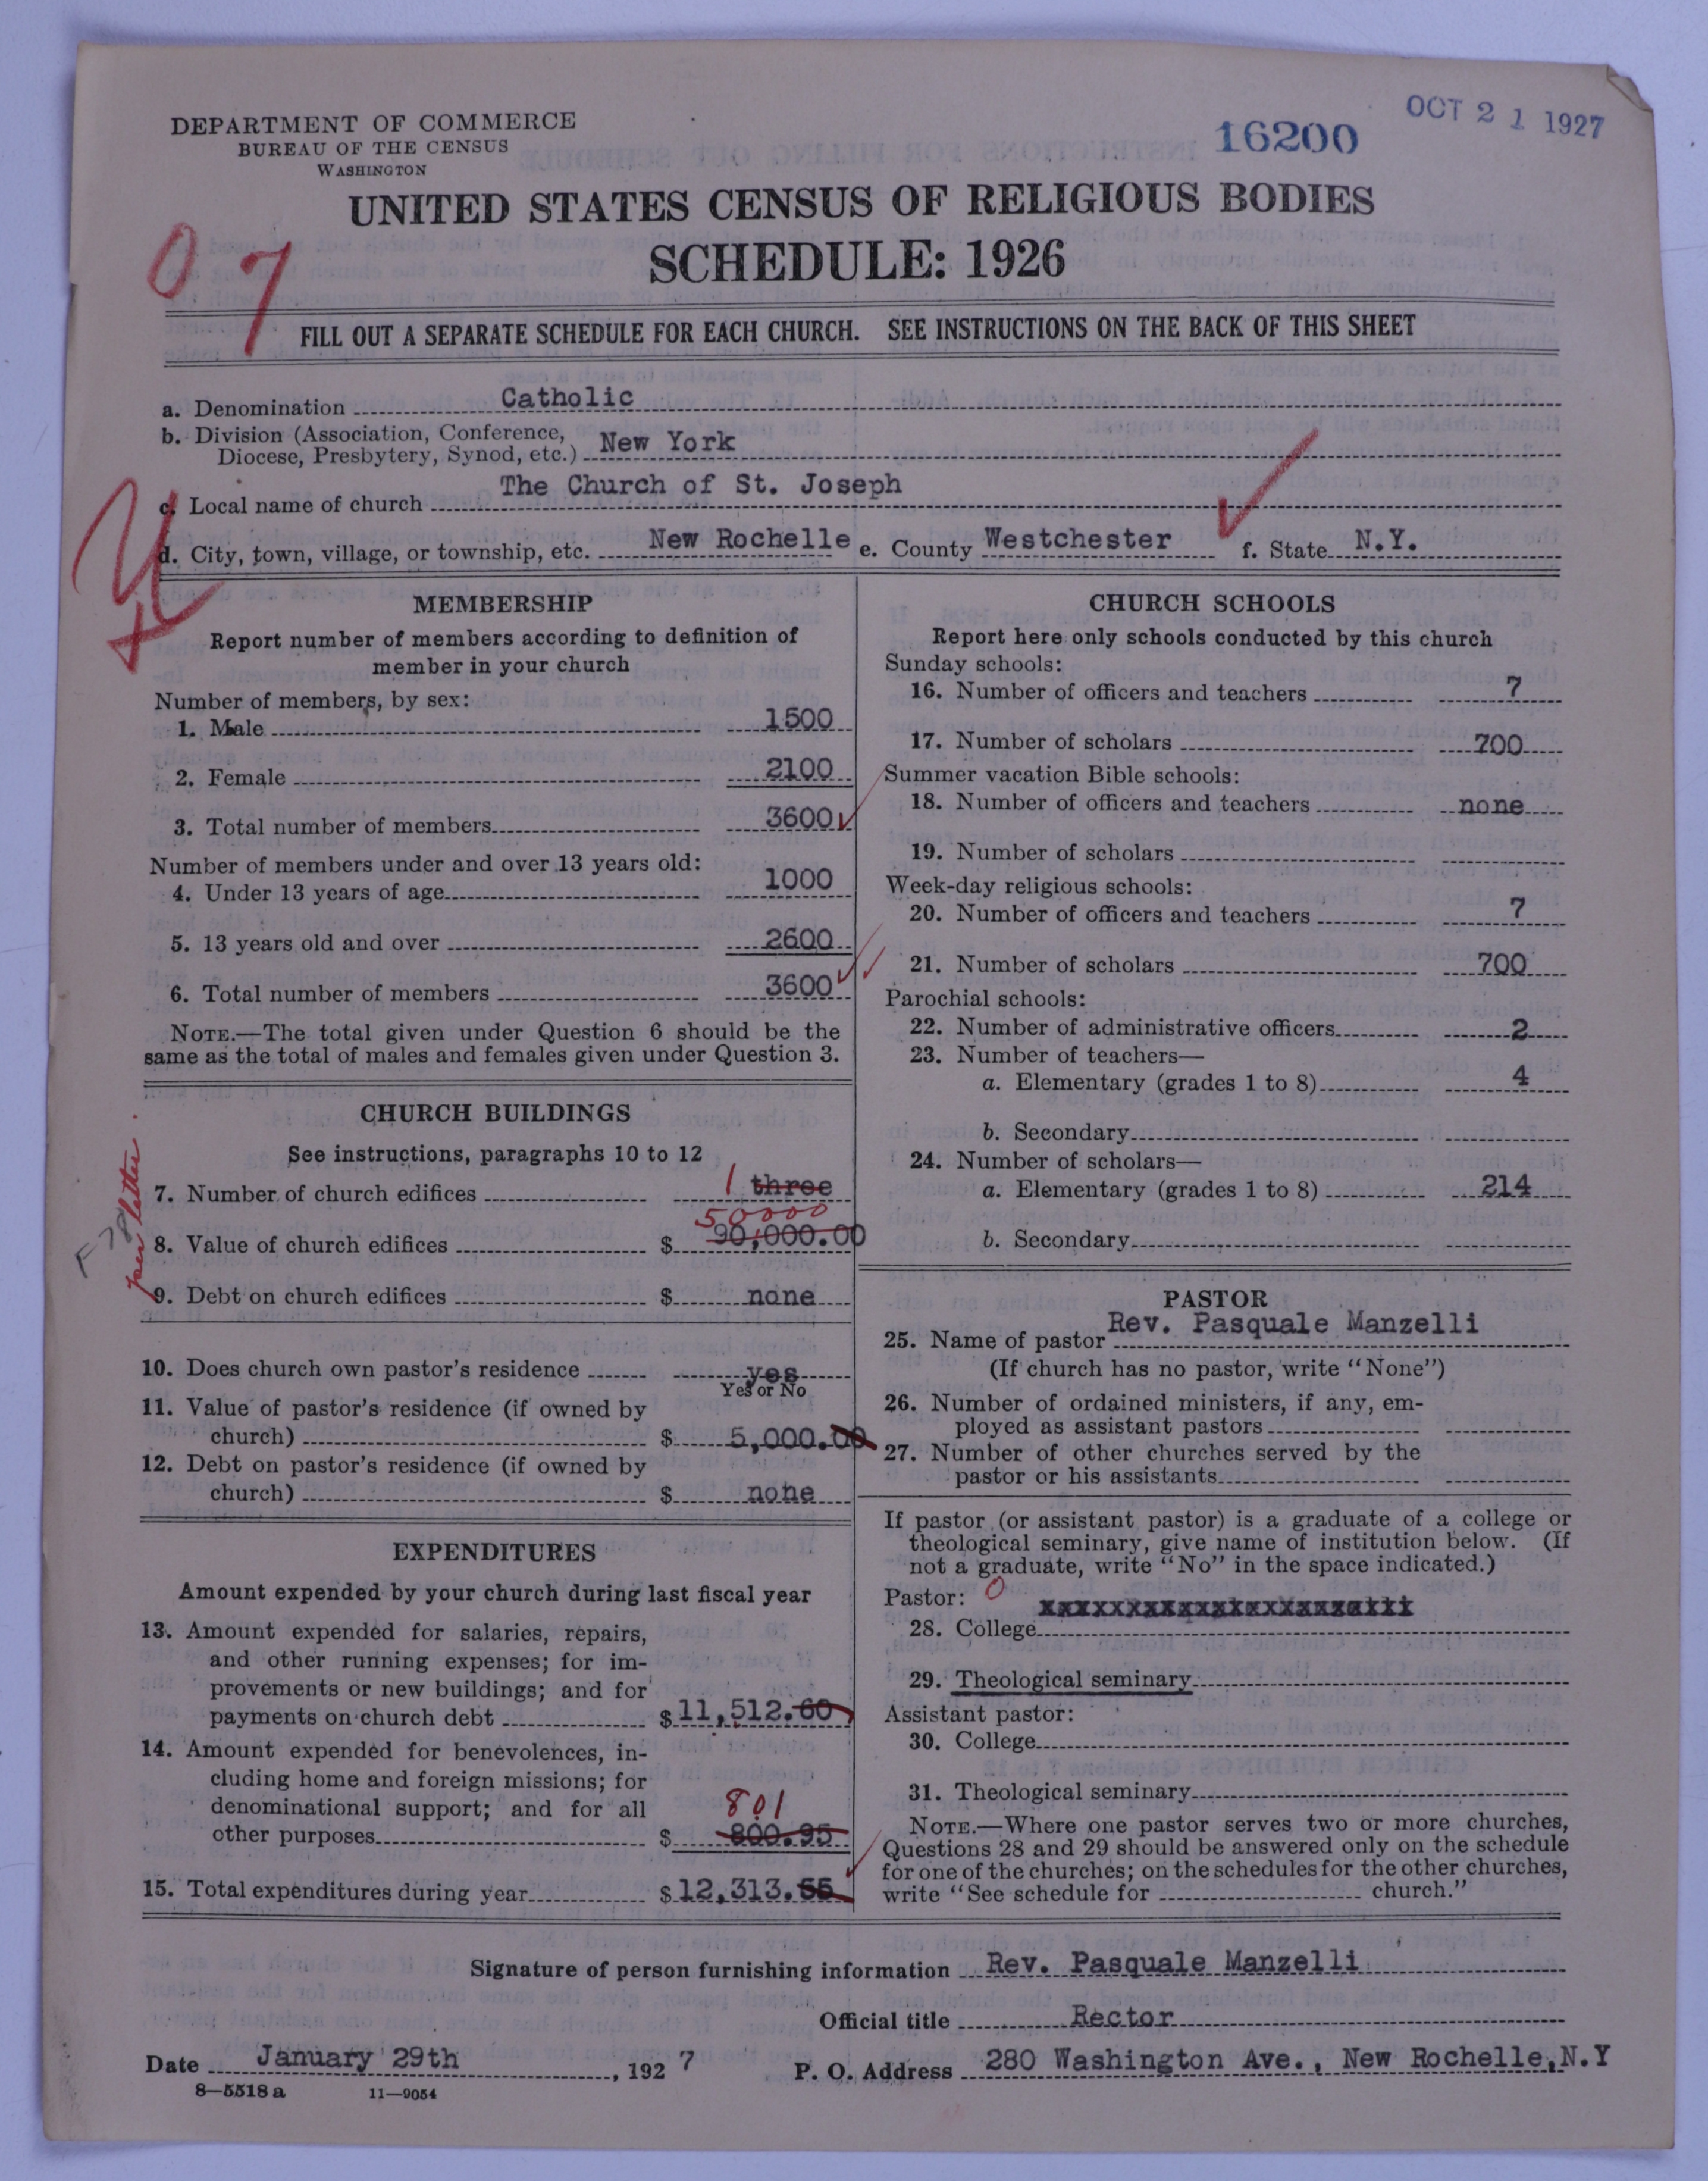 DEPARTMENT OF COMMERCE
BUREAU OF THE CENSUS
WASHINGTON
16200
OCT 21 1927
UNITED STATES CENSUS OF RELIGIOUS BODIES
SCHEDULE: 1926
07
FILL OUT A SEPARATE SCHEDULE FOR EACH CHURCH. SEE INSTRUCTIONS ON THE BACK OF THIS SHEET
a. Denomination Catholic
b. Division (Association, Conference,
Diocese, Presbytery, Synod, etc.) New York
c. Local name of church The Church of St. Joseph
d. City, town, village, or township, etc. New Rochelle e. County Westchester f. State N.Y.
MEMBERSHIP
Report number of members according to definition of
member in your church
Number of members, by sex:
1. Male 1500
2. Female 2100
3. Total number of members 3600
Number of members under and over 13 years old:
4. Under 13 years of age 1000
5. 13 years old and over 2600
6. Total number of members 3600
NOTE.—The total given under Question 6 should be the
same as the total of males and females given under Question 3.
CHURCH BUILDINGS
See instructions, paragraphs 10 to 12
7. Number of church edifices 1 three
50000
8. Value of church edifices $ 90,000.00
9. Debt on church edifices $ none
per letter
10. Does church own pastor's residence yes
Yes or No
11. Value of pastor's residence (if owned by
church) $ 5,000.00
12. Debt on pastor's residence (if owned by
church) $ none
EXPENDITURES
Amount expended by your church during last fiscal year
13. Amount expended for salaries, repairs,
and other running expenses; for im-
provements or new buildings; and for
payments on church debt $ 11,512.60
14. Amount expended for benevolences, in-
cluding home and foreign missions; for
denominational support; and for all
801
other purposes $ 800.95
15. Total expenditures during year $ 12,313.55
CHURCH SCHOOLS
Report here only schools conducted by this church
Sunday schools:
16. Number of officers and teachers 7
17. Number of scholars 700
Summer vacation Bible schools:
18. Number of officers and teachers none
19. Number of scholars
Week-day religious schools:
20. Number of officers and teachers 7
21. Number of scholars 700
Parochial schools:
22. Number of administrative officers 2
23. Number of teachers—
a. Elementary (grades 1 to 8) 4
b. Secondary
24. Number of scholars—
a. Elementary (grades 1 to 8) 214
b. Secondary
PASTOR
25. Name of pastor Rev. Pasquale Manzelli
(If church has no pastor, write "None")
26. Number of ordained ministers, if any, em-
ployed as assistant pastors
27. Number of other churches served by the
pastor or his assistants
If pastor (or assistant pastor) is a graduate of a college or
theological seminary, give name of institution below. (If
not a graduate, write "No" in the space indicated.)
Pastor: 0
28. College
29. Theological seminary
Assistant pastor:
30. College
31. Theological seminary
NOTE.—Where one pastor serves two or more churches,
Questions 28 and 29 should be answered only on the schedule
for one of the churches; on the schedules for the other churches,
write "See schedule for church."
Signature of person furnishing information Rev. Pasquale Manzelli
Official title Rector
Date January 29th, 1927 P. O. Address 280 Washington Ave., New Rochelle, N.Y
8—5518 a 11—9054